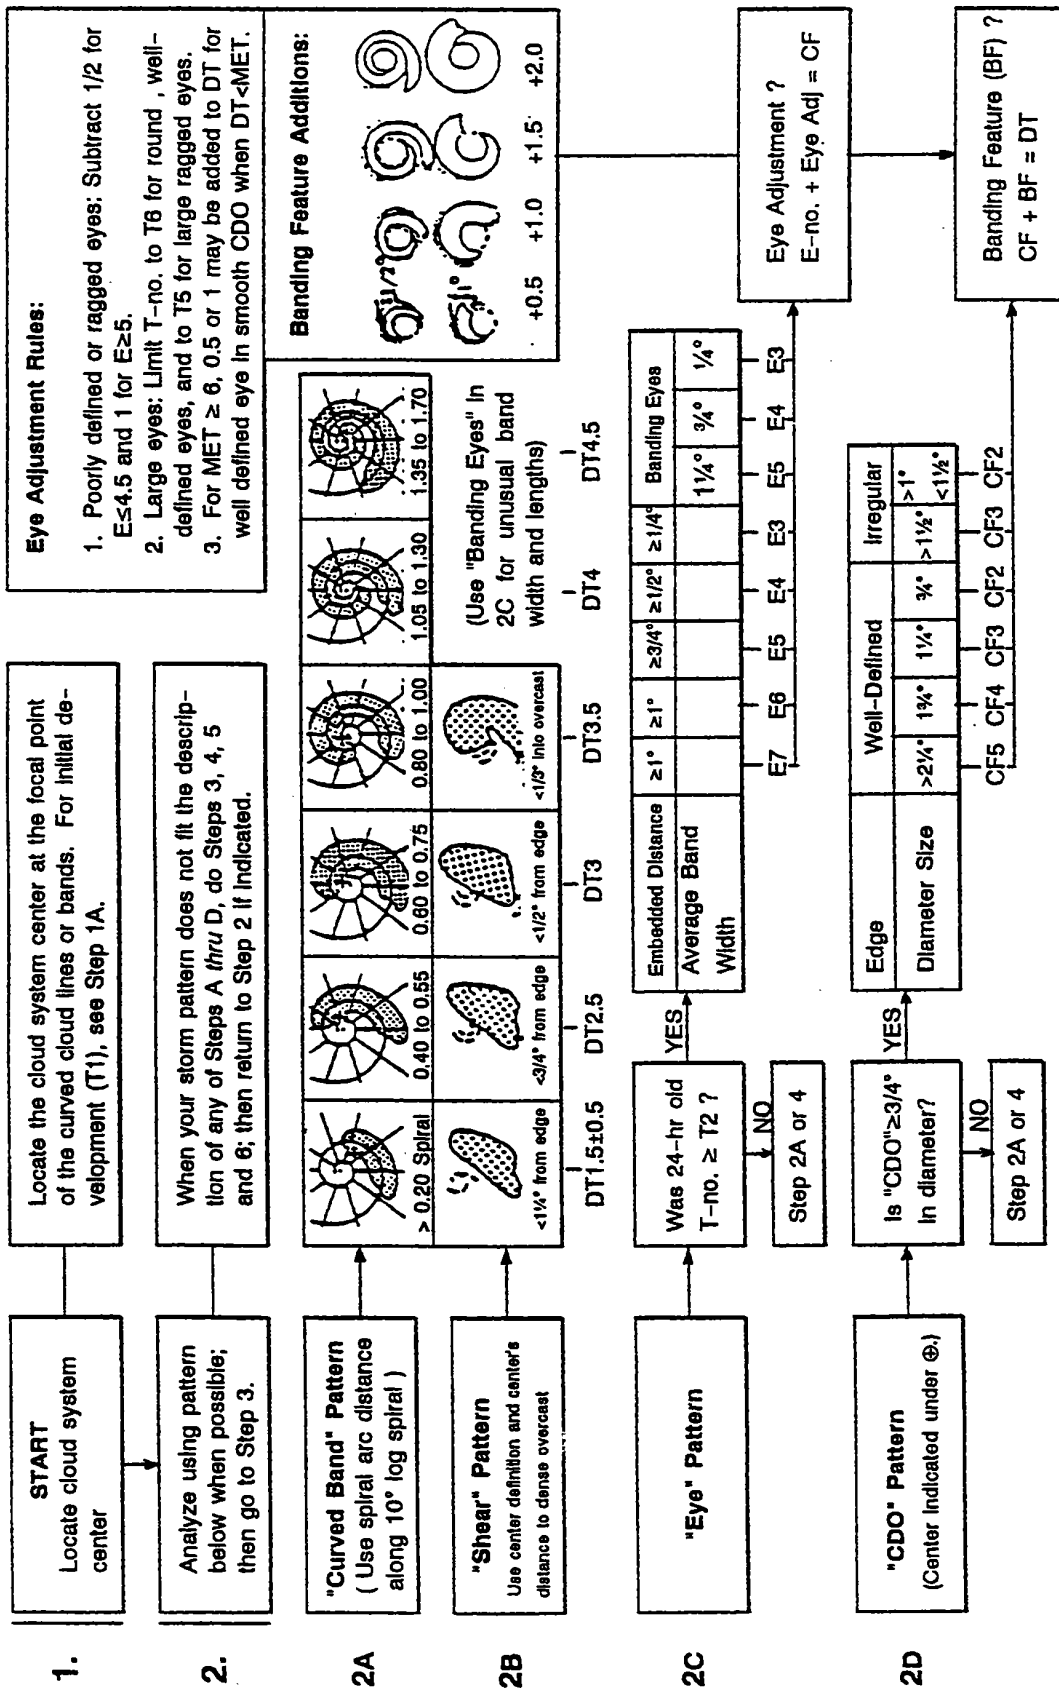 1.
START
Locate cloud system
center
Locate the cloud system center at the focal point
of the curved cloud lines or bands. For initial de-
velopment (T1), see Step 1A.
2.
Analyze using pattern
below when possible;
then go to Step 3.
When your storm pattern does not fit the descrip-
tion of any of Steps A thru D, do Steps 3, 4, 5
and 6; then return to Step 2 if indicated.
Eye Adjustment Rules:
1. Poorly defined or ragged eyes: Subtract 1/2 for
E≤4.5 and 1 for E≥5.
2. Large eyes: Limit T-no. to T6 for round , well-
defined eyes, and to T5 for large ragged eyes.
3. For MET ≥ 6, 0.5 or 1 may be added to DT for
well defined eye in smooth CDO when DT<MET.
2A
"Curved Band" Pattern
( Use spiral arc distance
along 10° log spiral )
> 0.20 Spiral
0.40 to 0.55
0.60 to 0.75
0.80 to 1.00
1.05 to 1.30
1.35 to 1.70
2B
"Shear" Pattern
Use center definition and center's
distance to dense overcast
<1¼° from edge
<3/4° from edge
<1/2° from edge
<1/3° into overcast
(Use "Banding Eyes" in
2C for unusual band
width and lengths)
DT1.5±0.5
DT2.5
DT3
DT3.5
DT4
DT4.5
Banding Feature Additions:
1/2°
1°
+0.5
+1.0
+1.5
+2.0
2C
"Eye" Pattern
Was 24-hr old
T-no. ≥ T2 ?
YES
NO
Step 2A or 4
Embedded Distance
≥1°
≥1°
≥3/4°
≥1/2°
≥1/4°
Banding Eyes
Average Band
Width
1¼°
¾°
¼°
E7
E6
E5
E4
E3
E5
E4
E3
Eye Adjustment ?
E-no. + Eye Adj = CF
2D
"CDO" Pattern
(Center indicated under ⊕.)
Is "CDO"≥3/4°
in diameter?
YES
NO
Step 2A or 4
Edge
Well-Defined
Irregular
Diameter Size
>2¼°
1¾°
1¼°
¾°
>1½°
>1°
<1½°
CF5
CF4
CF3
CF2
CF3
CF2
Banding Feature (BF) ?
CF + BF = DT